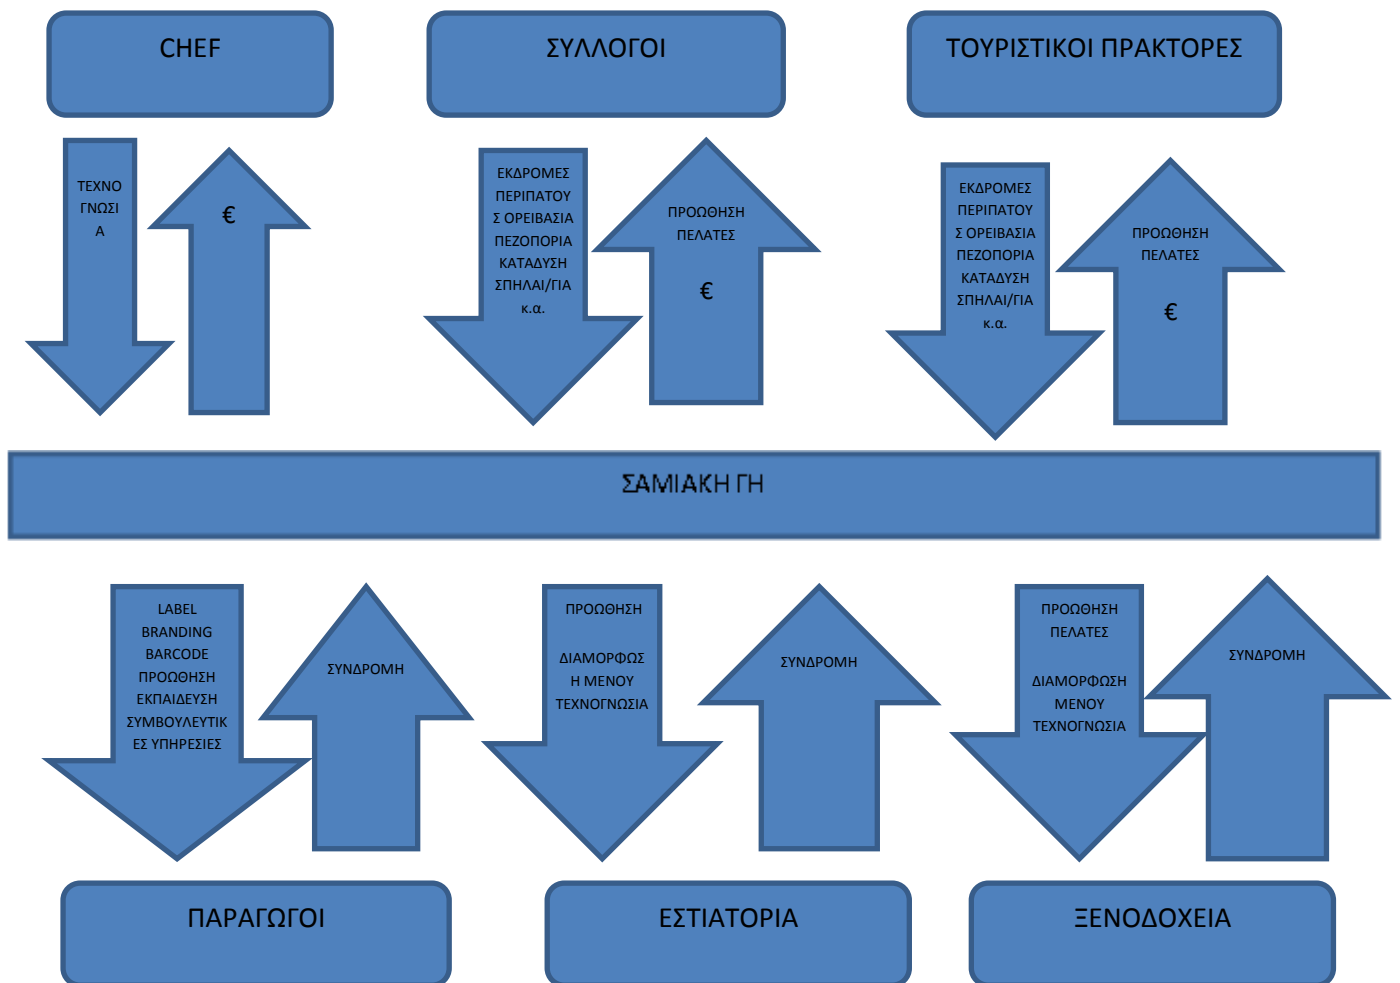 CHEF
ΣΥΛΛΟΓΟΙ
ΤΟΥΡΙΣΤΙΚΟΙ ΠΡΑΚΤΟΡΕΣ
ΤΕΧΝΟ
ΓΝΩΣΙ
Α
€
ΕΚΔΡΟΜΕΣ
ΠΕΡΙΠΑΤΟΥ
Σ ΟΡΕΙΒΑΣΙΑ
ΠΕΖΟΠΟΡΙΑ
ΚΑΤΑΔΥΣΗ
ΣΠΗΛΑΙ/ΓΙΑ
κ.α.
ΠΡΟΩΘΗΣΗ
ΠΕΛΑΤΕΣ
€
ΕΚΔΡΟΜΕΣ
ΠΕΡΙΠΑΤΟΥ
Σ ΟΡΕΙΒΑΣΙΑ
ΠΕΖΟΠΟΡΙΑ
ΚΑΤΑΔΥΣΗ
ΣΠΗΛΑΙ/ΓΙΑ
κ.α.
ΠΡΟΩΘΗΣΗ
ΠΕΛΑΤΕΣ
€
ΣΑΜΙΑΚΗ ΓΗ
LABEL
BRANDING
BARCODE
ΠΡΟΩΘΗΣΗ
ΕΚΠΑΙΔΕΥΣΗ
ΣΥΜΒΟΥΛΕΥΤΙΚ
ΕΣ ΥΠΗΡΕΣΙΕΣ
ΣΥΝΔΡΟΜΗ
ΠΡΟΩΘΗΣΗ
ΔΙΑΜΟΡΦΩΣ
Η ΜΕΝΟΥ
ΤΕΧΝΟΓΝΩΣΙΑ
ΣΥΝΔΡΟΜΗ
ΠΡΟΩΘΗΣΗ
ΠΕΛΑΤΕΣ
ΔΙΑΜΟΡΦΩΣΗ
ΜΕΝΟΥ
ΤΕΧΝΟΓΝΩΣΙΑ
ΣΥΝΔΡΟΜΗ
ΠΑΡΑΓΩΓΟΙ
ΕΣΤΙΑΤΟΡΙΑ
ΞΕΝΟΔΟΧΕΙΑ